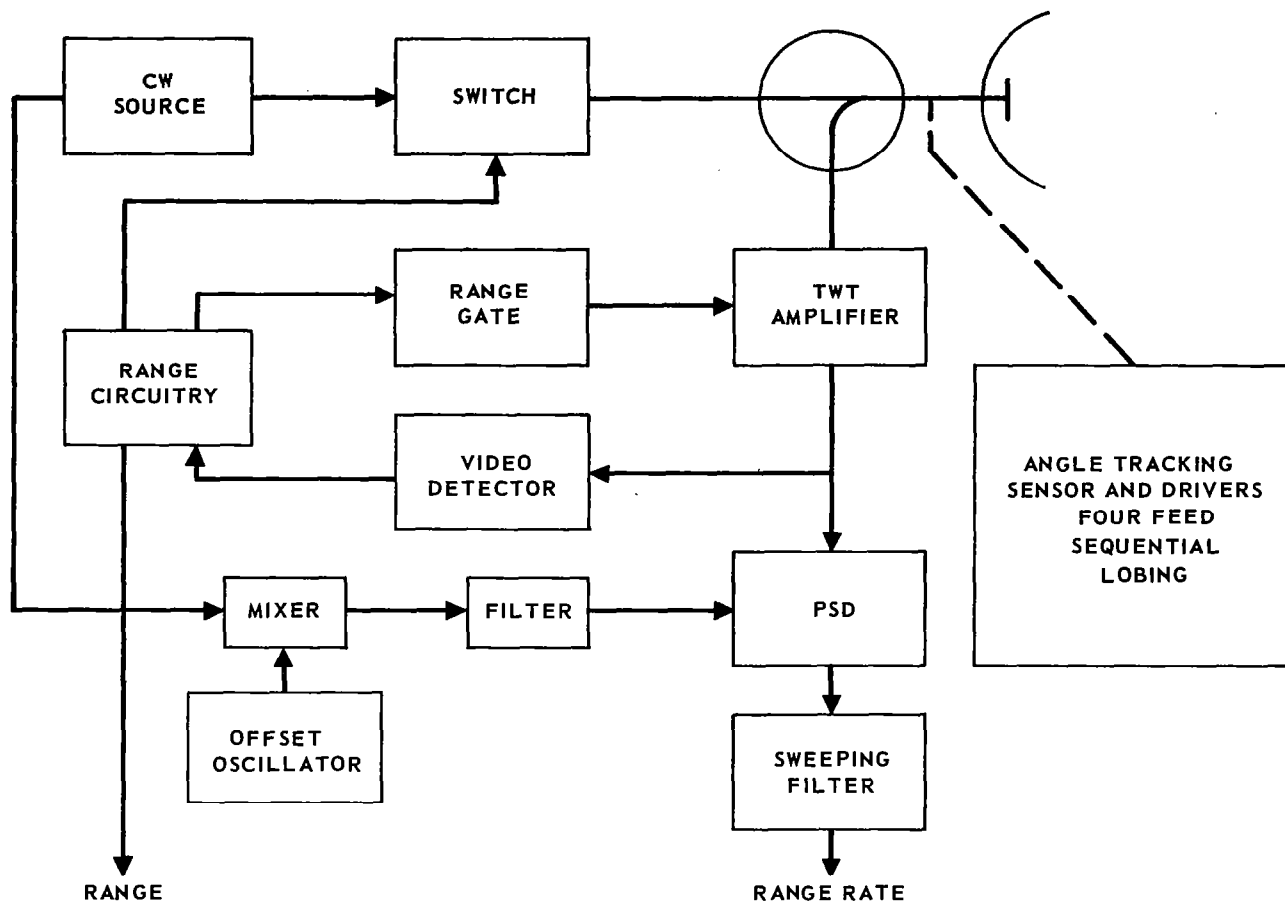 CW
SOURCE
SWITCH
RANGE
GATE
TWT
AMPLIFIER
RANGE
CIRCUITRY
VIDEO
DETECTOR
ANGLE TRACKING
SENSOR AND DRIVERS
FOUR FEED
SEQUENTIAL
LOBING
MIXER
FILTER
PSD
OFFSET
OSCILLATOR
SWEEPING
FILTER
RANGE
RANGE RATE